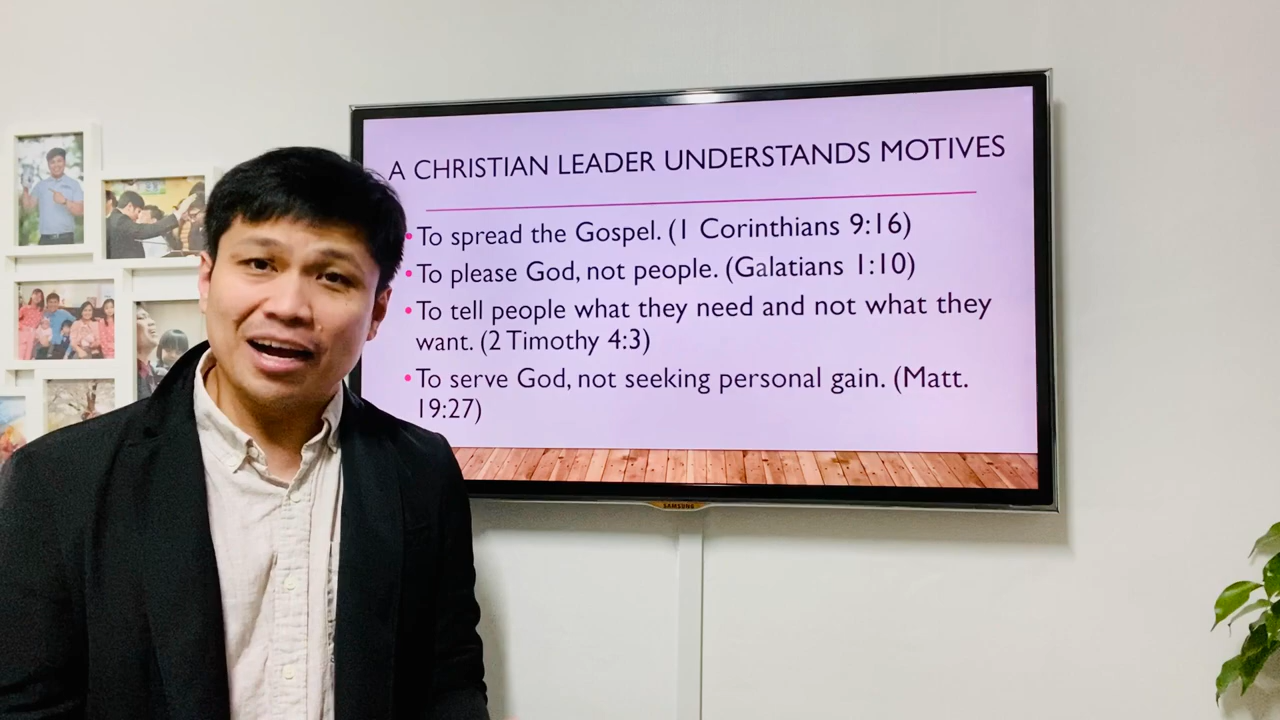 A CHRISTIAN LEADER UNDERSTANDS MOTIVES
• To spread the Gospel. (1 Corinthians 9:16)
• To please God, not people. (Galatians 1:10)
• To tell people what they need and not what they
want. (2 Timothy 4:3)
• To serve God, not seeking personal gain. (Matt.
19:27)
SAMSUNG